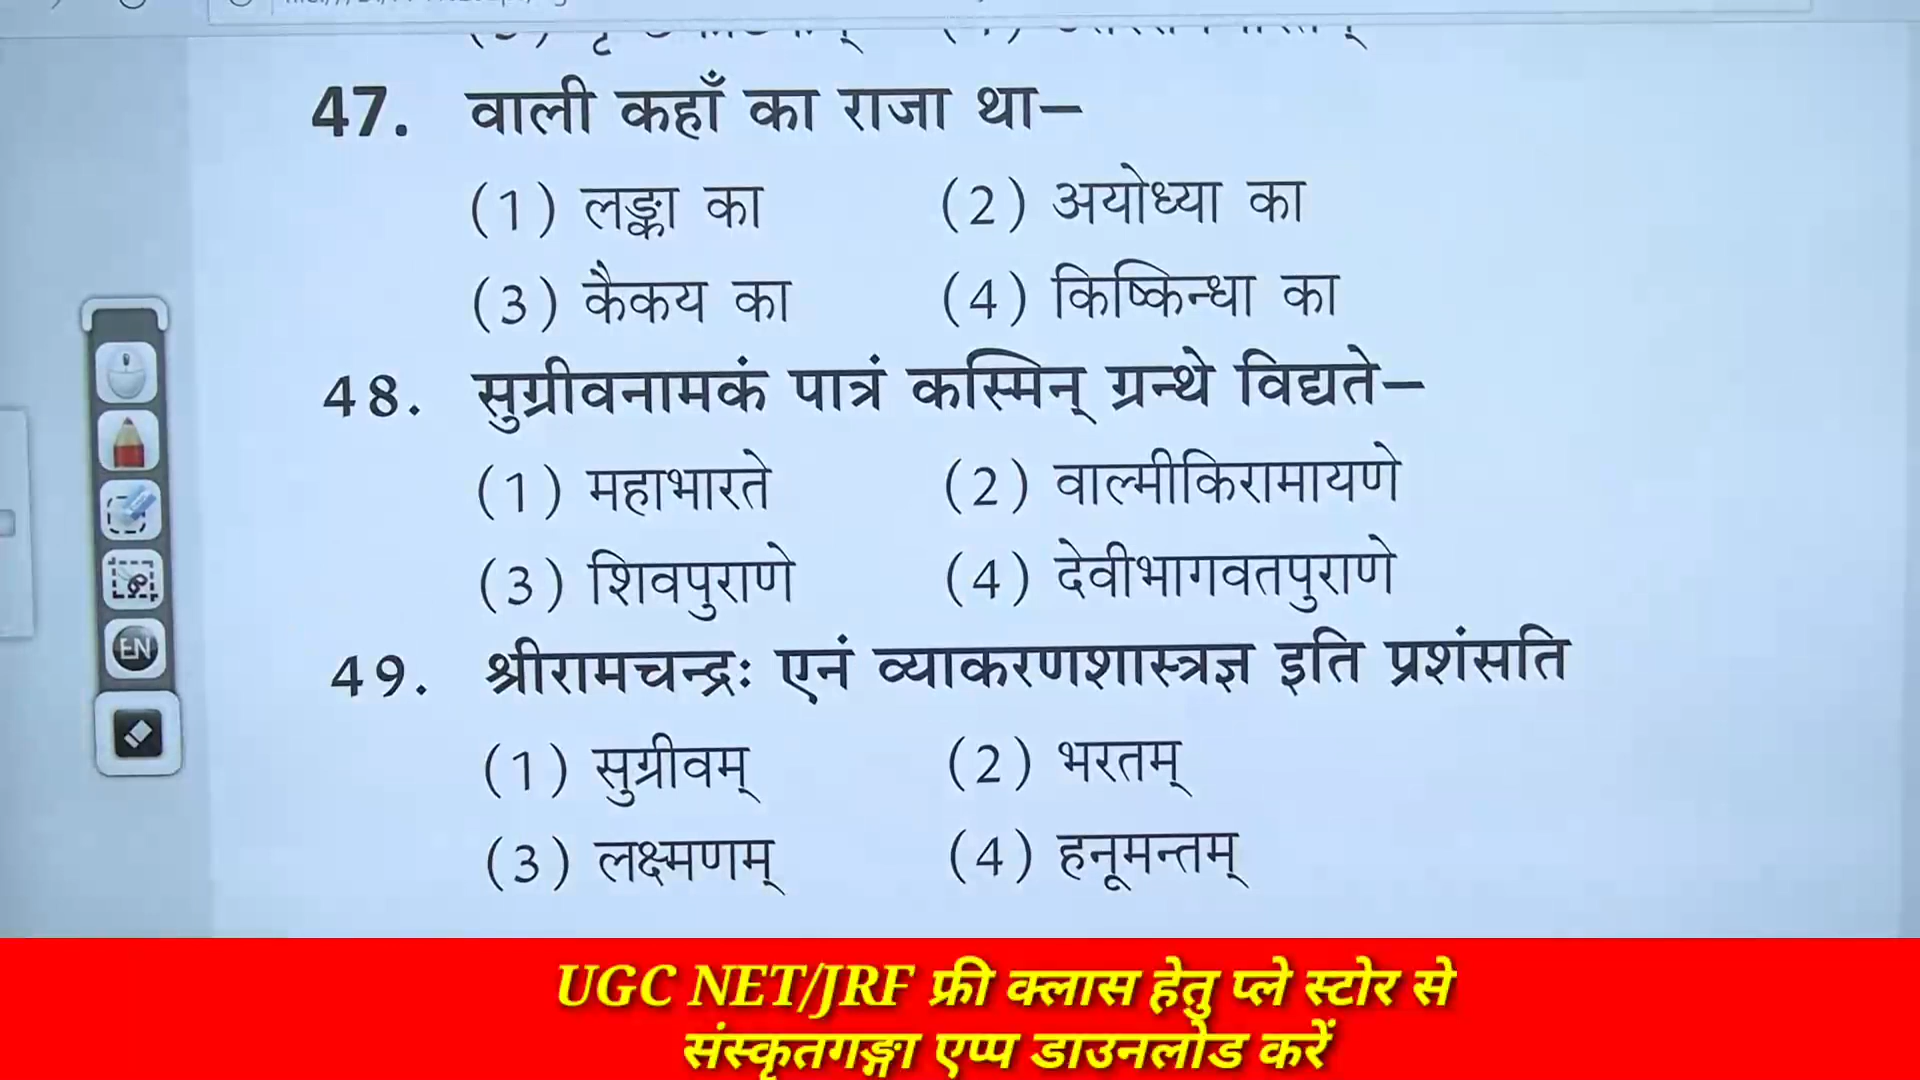 47. वाली कहाँ का राजा था–
(1) लङ्का का (2) अयोध्या का
(3) कैकय का (4) किष्किन्धा का
48. सुग्रीवनामकं पात्रं कस्मिन् ग्रन्थे विद्यते–
(1) महाभारते (2) वाल्मीकिरामायणे
(3) शिवपुराणे (4) देवीभागवतपुराणे
EN
49. श्रीरामचन्द्रः एनं व्याकरणशास्त्रज्ञ इति प्रशंसति
(1) सुग्रीवम् (2) भरतम्
(3) लक्ष्मणम् (4) हनूमन्तम्
UGC NET/JRF फ्री क्लास हेतु प्ले स्टोर से
संस्कृतगङ्गा एप्प डाउनलोड करें